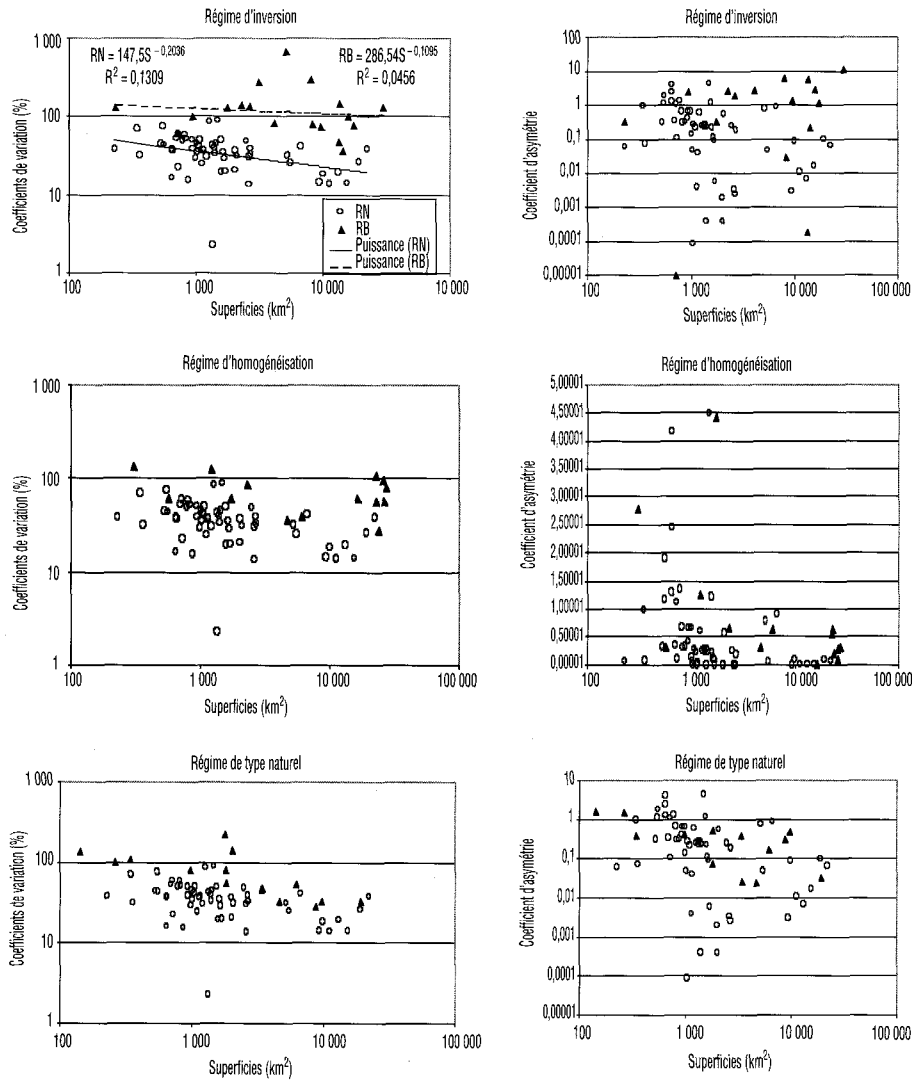 Régime d'inversion
1 000
100
10
1
RN = 147,5S^−0,2036
R² = 0,1309
RB = 286,54S^−0,1095
R² = 0,0456
RN
RB
Puissance (RN)
Puissance (RB)
100 1 000 10 000 10 000
Superficies (km²)
Coefficients de variation (%)
Régime d'inversion
100
10
1
0,1
0,01
0,001
0,0001
0,00001
100 1 000 10 000 100 000
Superficies (km²)
Coefficient d'asymétrie
Régime d'homogénéisation
1 000
100
10
1
100 1 000 10 000 100 000
Superficies (km²)
Coefficients de variation (%)
Régime d'homogénéisation
5,00001
4,50001
4,00001
3,50001
3,00001
2,50001
2,00001
1,50001
1,00001
0,50001
0,00001
100 1 000 10 000 100 000
Superficies (km²)
Coefficient d'asymétrie
Régime de type naturel
1 000
100
10
1
100 1 000 10 000 100 000
Superficies (km²)
Coefficients de variation (%)
Régime de type naturel
10
1
0,1
0,01
0,001
0,0001
0,00001
100 1 000 10 000 100 000
Superficies (km²)
Coefficient d'asymétrie